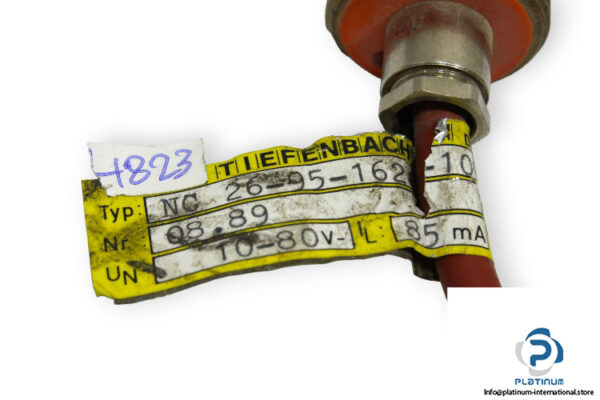 4823
TIEFENBACH
Typ: NC 26-95-162 -10
Nr. 08.89
UN 10-80V- IL: 85 mA
PLATINUM
Info@platinum-international.store